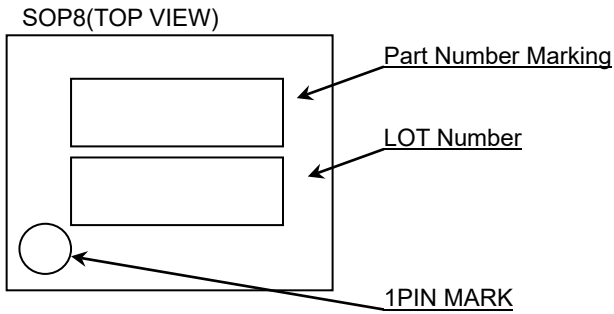 SOP8(TOP VIEW)
Part Number Marking
LOT Number
1PIN MARK